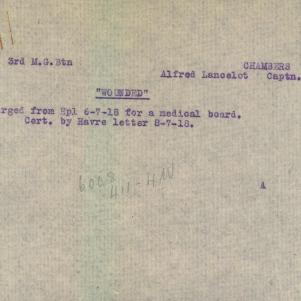 3rd M.G.Btn CHAMBERS
Alfred Lancelot Captn.
"WOUNDED"
rged from Hpl 6-7-18 for a medical board.
Cert. by Havre letter 8-7-18.
A